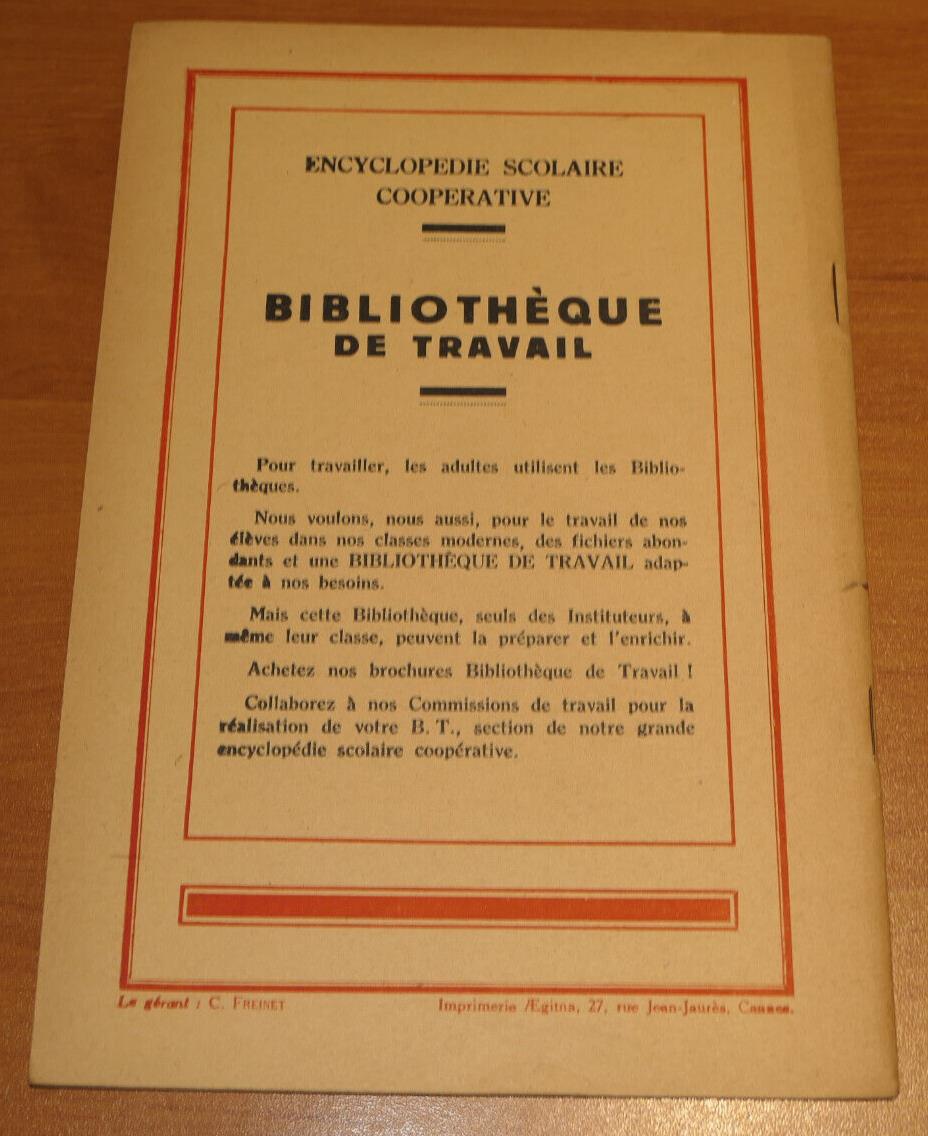 ENCYCLOPEDIE SCOLAIRE
COOPERATIVE
BIBLIOTHÈQUE
DE TRAVAIL
Pour travailler, les adultes utilisent les Biblio-
thèques.
Nous voulons, nous aussi, pour le travail de nos
élèves dans nos classes modernes, des fichiers abon-
dants et une BIBLIOTHÈQUE DE TRAVAIL adap-
tée à nos besoins.
Mais cette Bibliothèque, seuls des Instituteurs, à
même leur classe, peuvent la préparer et l'enrichir.
Achetez nos brochures Bibliothèque de Travail !
Collaborez à nos Commissions de travail pour la
réalisation de votre B. T., section de notre grande
encyclopédie scolaire coopérative.
Le gérant : C. FREINET
Imprimerie Ægitna, 27, rue Jean-Jaurès, Cannes.